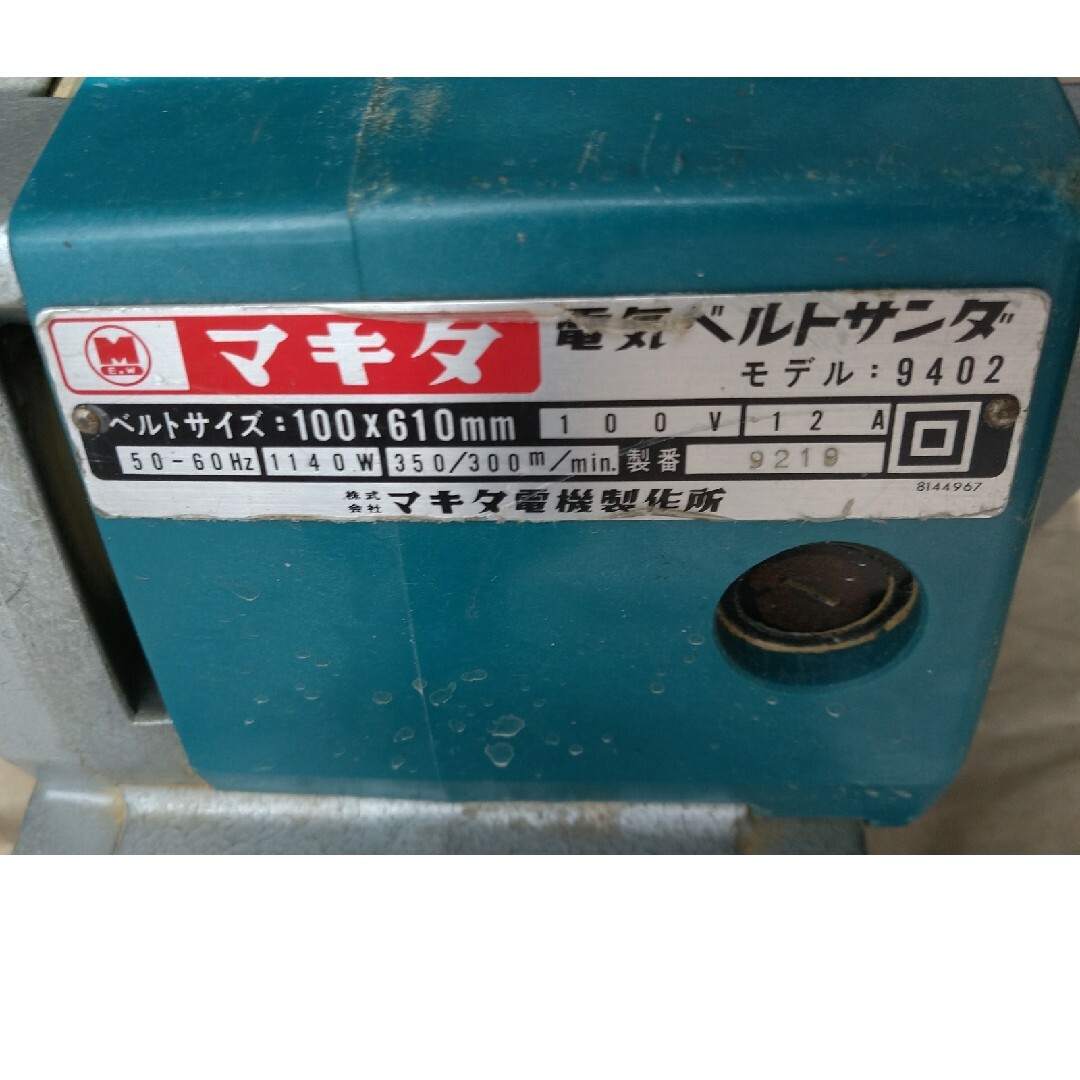 マキタ 電気ベルトサンダ
M E.W
モデル:9402
ベルトサイズ:100x610mm 100V 12A
50-60Hz 1140W 350/300m/min. 製番 9219
8144967
株式会社 マキタ電機製作所